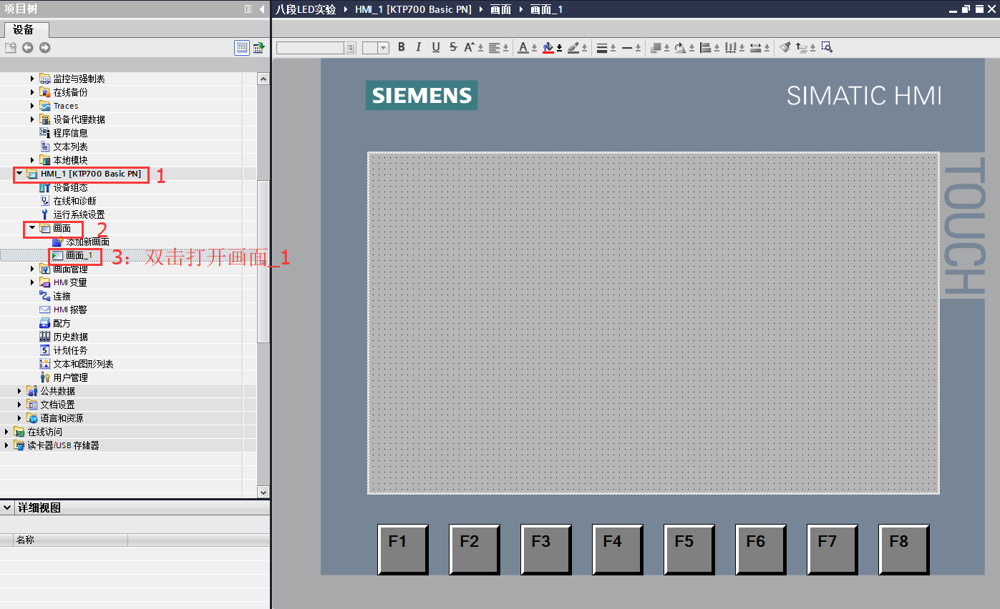 项目树
八段LED实验 HMI_1 [KTP700 Basic PN] 画面 画面_1
设备
B I U S A A
监控与强制表
在线备份
Traces
设备代理数据
程序信息
文本列表
本地模块
HMI_1 [KTP700 Basic PN] 1
设备组态
在线和诊断
运行系统设置
画面 2
添加新画面
画面_1 3：双击打开画面_1
画面管理
HMI 变量
连接
HMI 报警
配方
历史数据
计划任务
文本和图形列表
用户管理
公共数据
文档设置
语言和资源
在线访问
读卡器/USB 存储器
详细视图
名称
SIEMENS
SIMATIC HMI
TOUCH
F1 F2 F3 F4 F5 F6 F7 F8